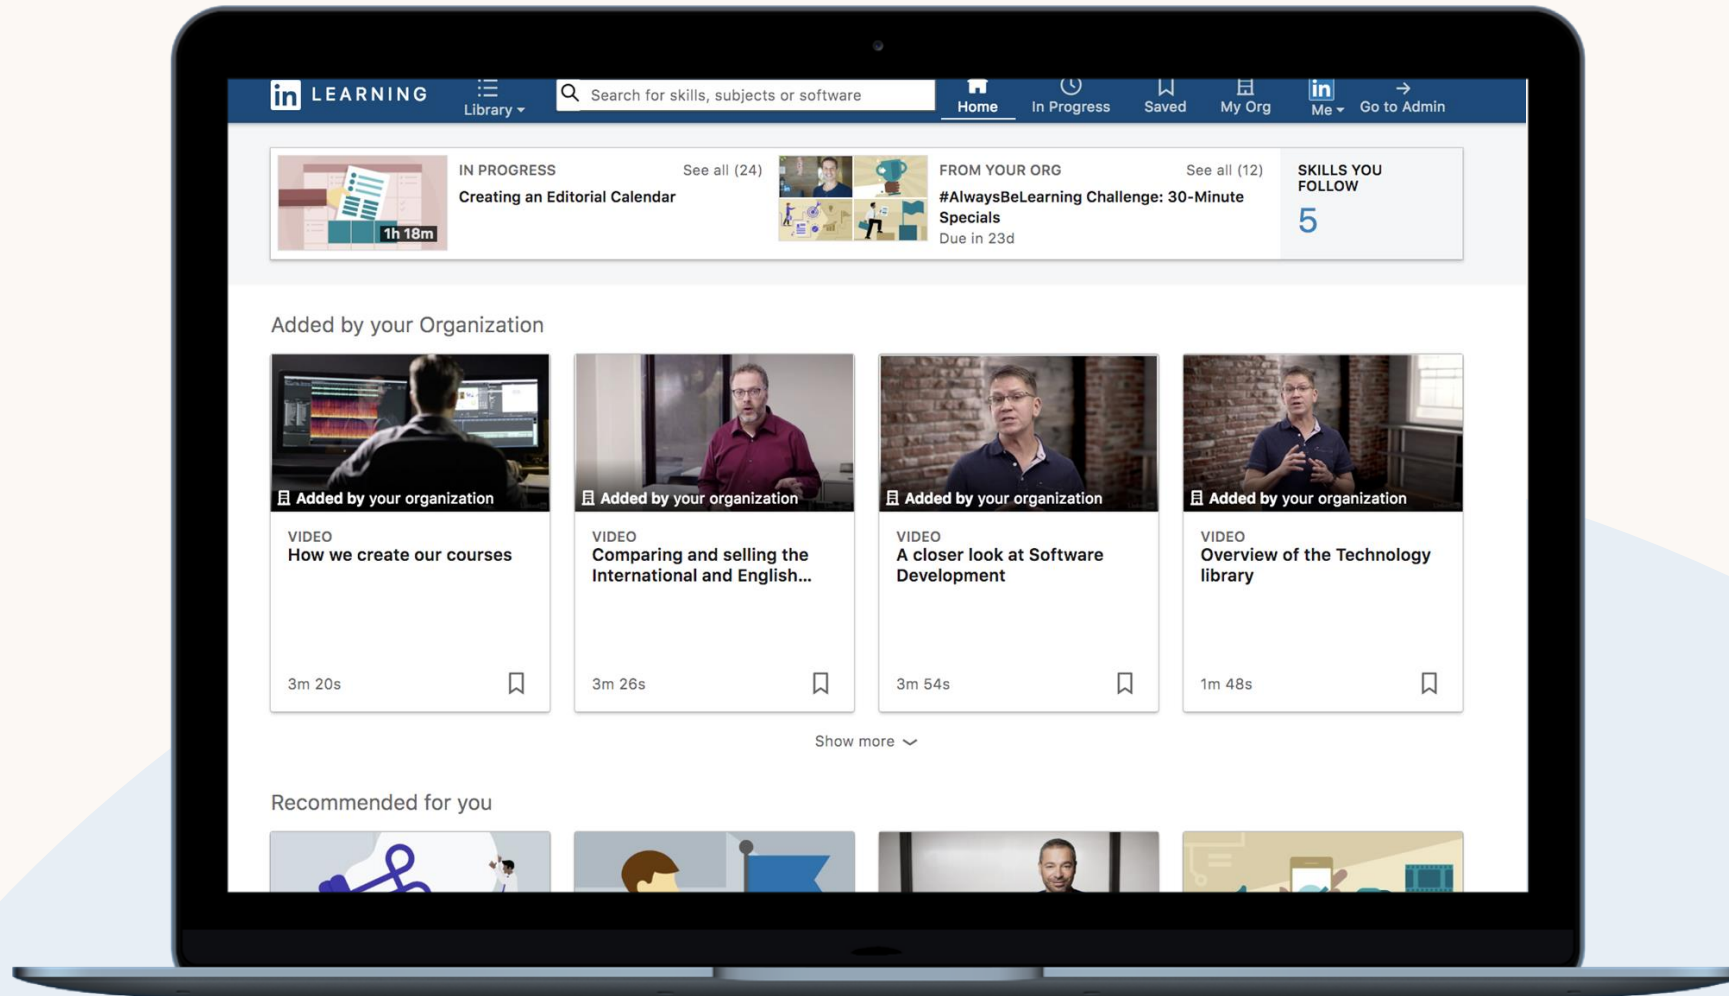 in LEARNING
Library
Search for skills, subjects or software
Home
In Progress
Saved
My Org
in
Me
Go to Admin
1h 18m
IN PROGRESS
See all (24)
Creating an Editorial Calendar
FROM YOUR ORG
See all (12)
#AlwaysBeLearning Challenge: 30-Minute
Specials
Due in 23d
SKILLS YOU
FOLLOW
5
Added by your Organization
Added by your organization
VIDEO
How we create our courses
3m 20s
Added by your organization
VIDEO
Comparing and selling the
International and English...
3m 26s
Added by your organization
VIDEO
A closer look at Software
Development
3m 54s
Added by your organization
VIDEO
Overview of the Technology
library
1m 48s
Show more
Recommended for you